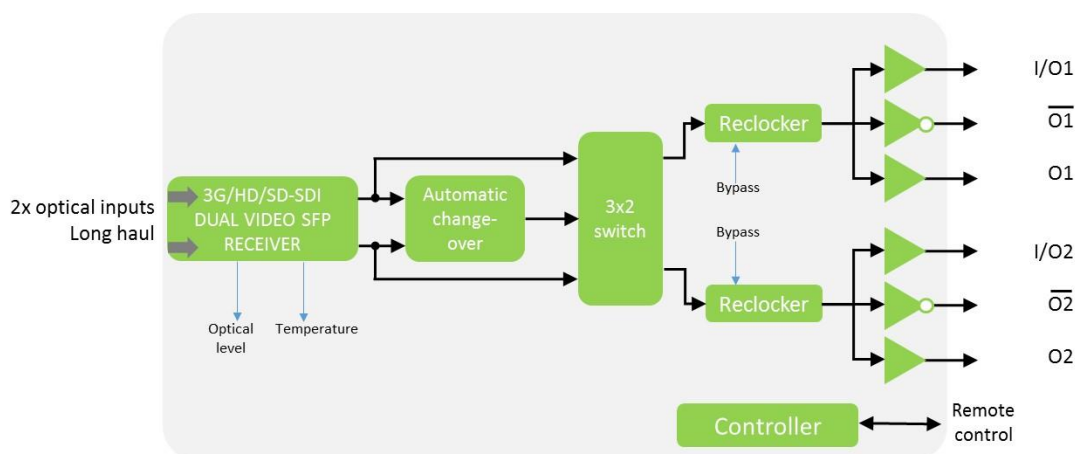 2x optical inputs
Long haul
3G/HD/SD-SDI
DUAL VIDEO SFP
RECEIVER
Optical
level
Temperature
Automatic
change-
over
3x2
switch
Reclocker
Bypass
Bypass
Reclocker
I/O1
O1
O1
I/O2
O2
O2
Controller
Remote
control